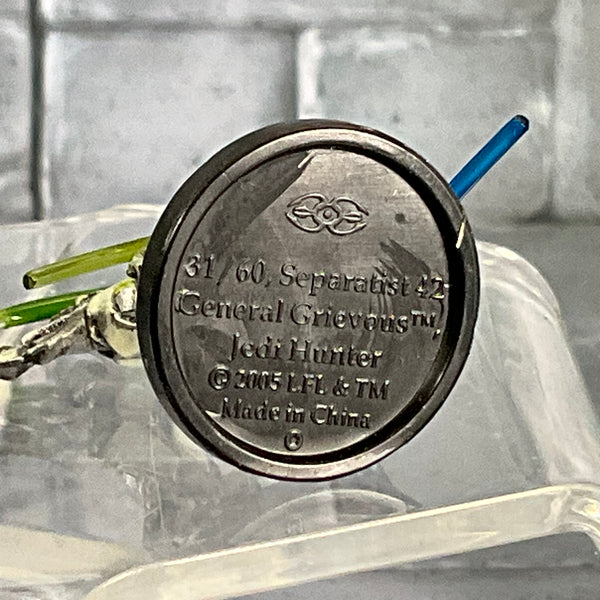 31/60, Separatist 42
General Grievous™,
Jedi Hunter
© 2005 LFL & TM
Made in China